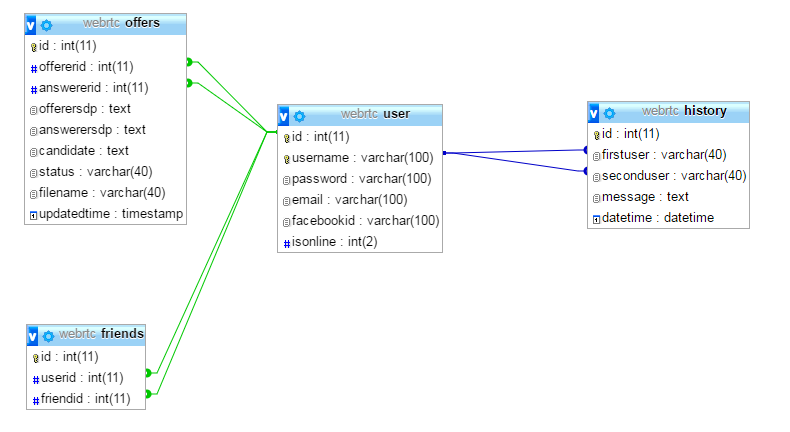 webrtc offers
id : int(11)
offererid : int(11)
answererid : int(11)
offerersdp : text
answerersdp : text
candidate : text
status : varchar(40)
filename : varchar(40)
updatedtime : timestamp
webrtc user
id : int(11)
username : varchar(100)
password : varchar(100)
email : varchar(100)
facebookid : varchar(100)
isonline : int(2)
webrtc history
id : int(11)
firstuser : varchar(40)
seconduser : varchar(40)
message : text
datetime : datetime
webrtc friends
id : int(11)
userid : int(11)
friendid : int(11)